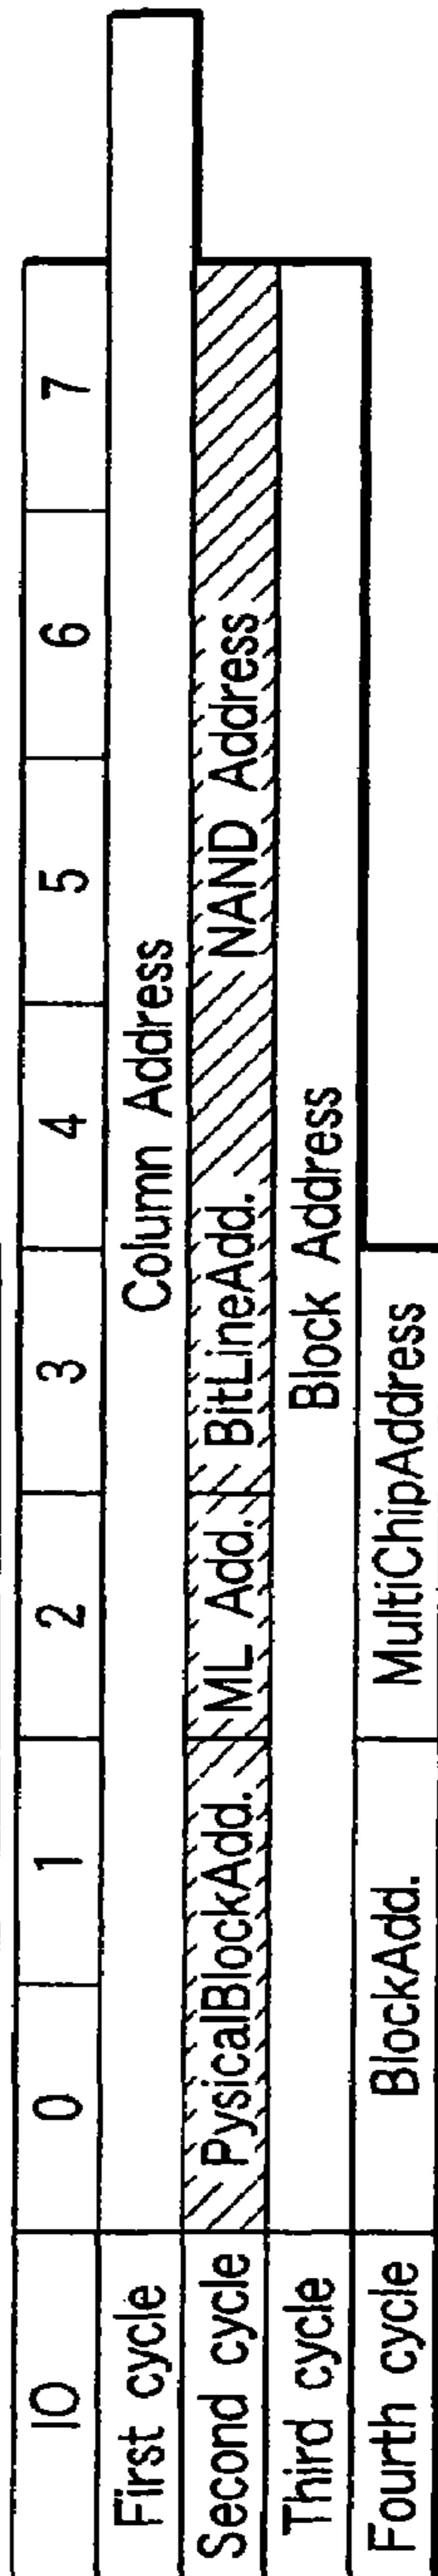 IO 0 1 2 3 4 5 6 7
First cycle Column Address
Second cycle PysicalBlockAdd. ML Add. BitLineAdd. NAND Address
Third cycle Block Address
Fourth cycle BlockAdd. MultiChipAddress